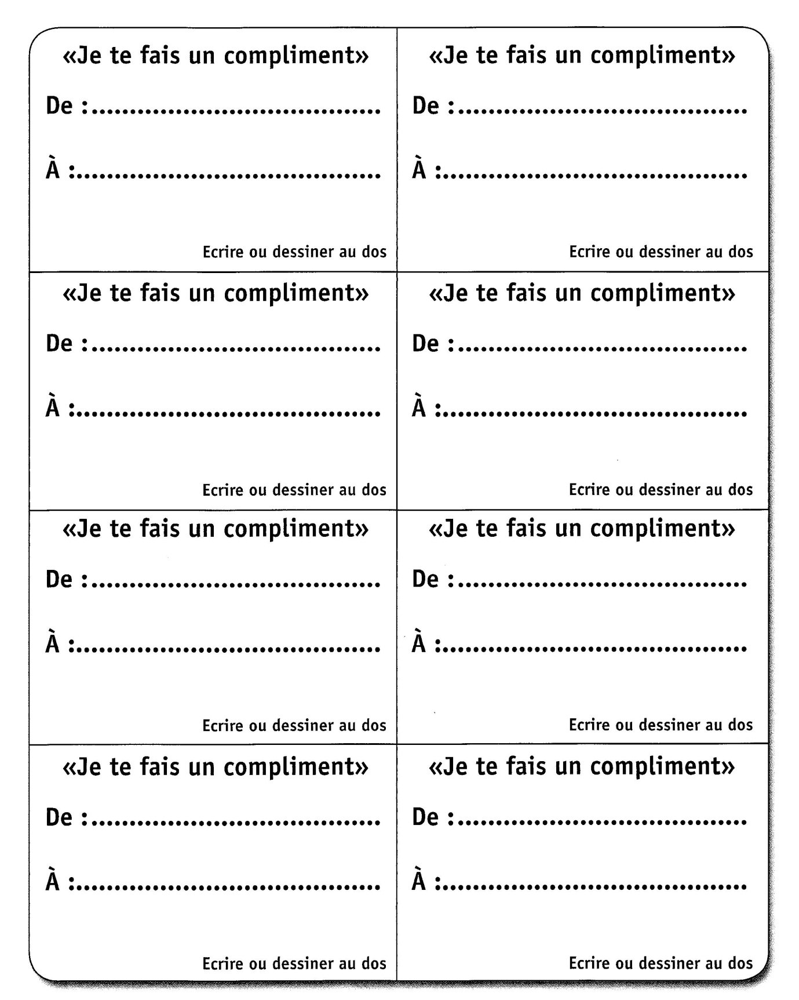 «Je te fais un compliment»
De :......................................
À :........................................
Ecrire ou dessiner au dos
«Je te fais un compliment»
De :......................................
À :........................................
Ecrire ou dessiner au dos
«Je te fais un compliment»
De :......................................
À :........................................
Ecrire ou dessiner au dos
«Je te fais un compliment»
De :......................................
À :........................................
Ecrire ou dessiner au dos
«Je te fais un compliment»
De :......................................
À :........................................
Ecrire ou dessiner au dos
«Je te fais un compliment»
De :......................................
À :........................................
Ecrire ou dessiner au dos
«Je te fais un compliment»
De :......................................
À :........................................
Ecrire ou dessiner au dos
«Je te fais un compliment»
De :......................................
À :........................................
Ecrire ou dessiner au dos